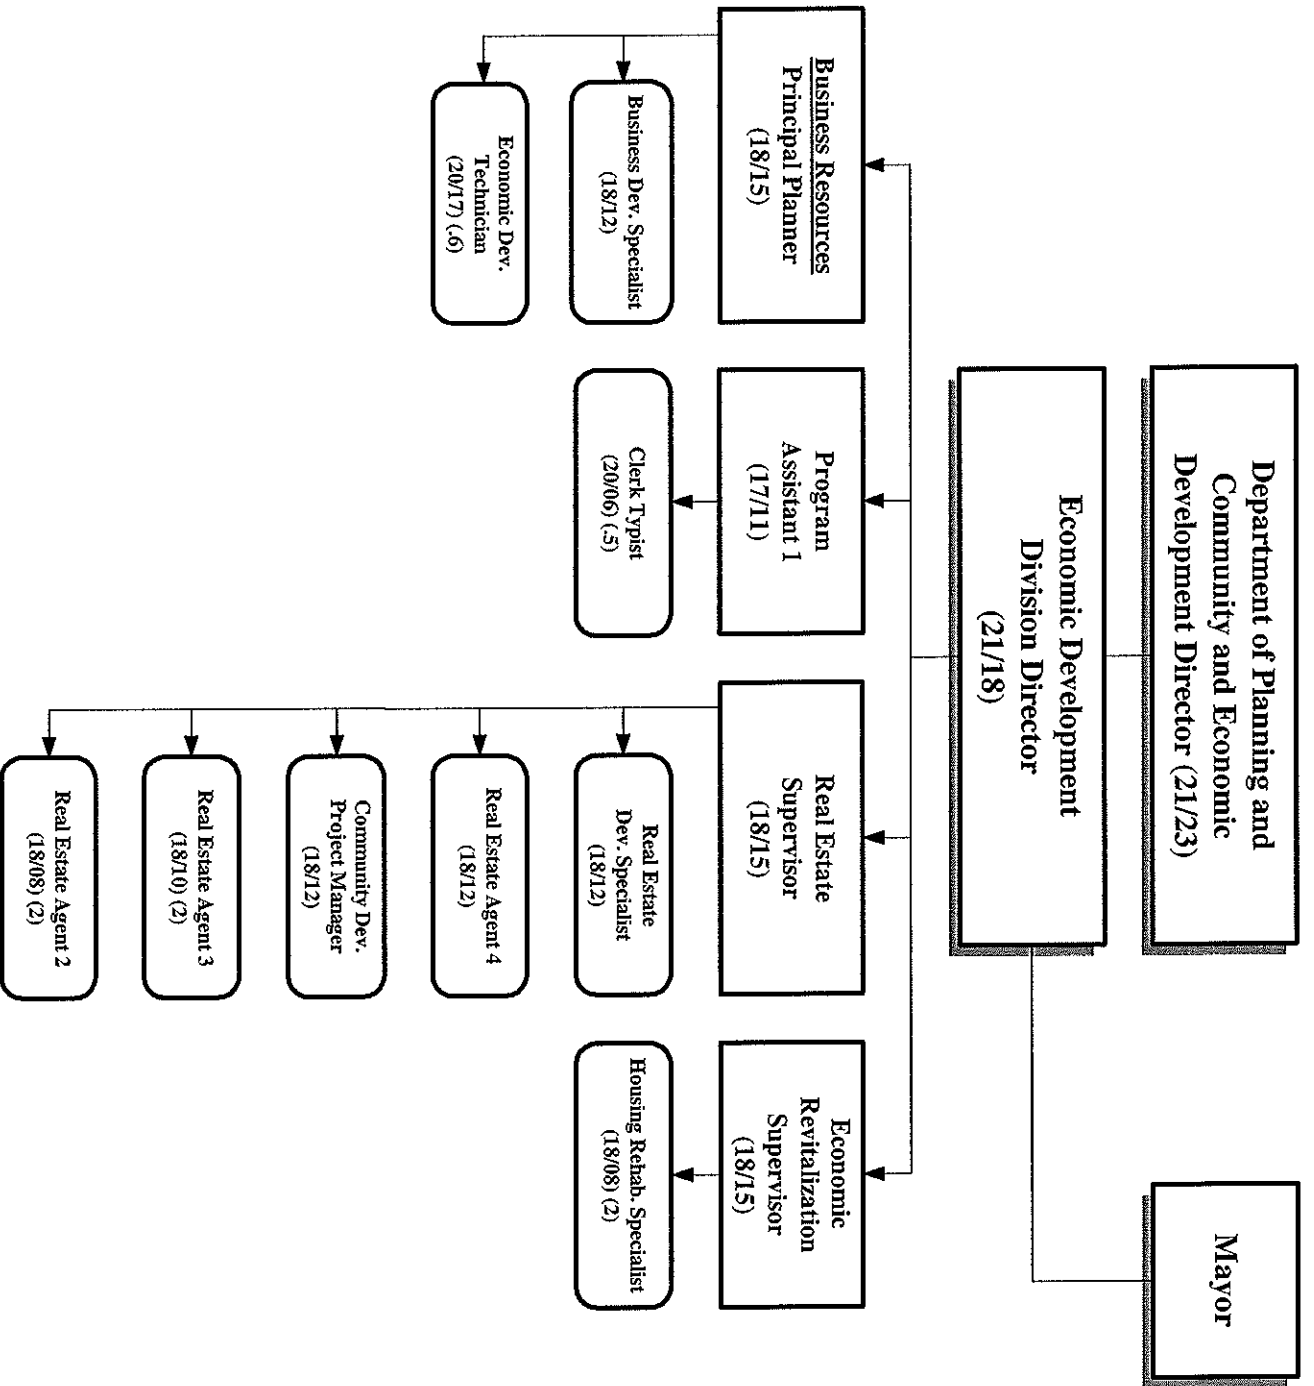 Department of Planning and
Community and Economic
Development Director (21/23)
Mayor
Economic Development
Division Director
(21/18)
Business Resources
Principal Planner
(18/15)
Program
Assistant 1
(17/11)
Real Estate
Supervisor
(18/15)
Economic
Revitalization
Supervisor
(18/15)
Business Dev. Specialist
(18/12)
Economic Dev.
Technician
(20/17) (.6)
Clerk Typist
(20/06) (.5)
Real Estate
Dev. Specialist
(18/12)
Real Estate Agent 4
(18/12)
Community Dev.
Project Manager
(18/12)
Real Estate Agent 3
(18/10) (2)
Real Estate Agent 2
(18/08) (2)
Housing Rehab. Specialist
(18/08) (2)